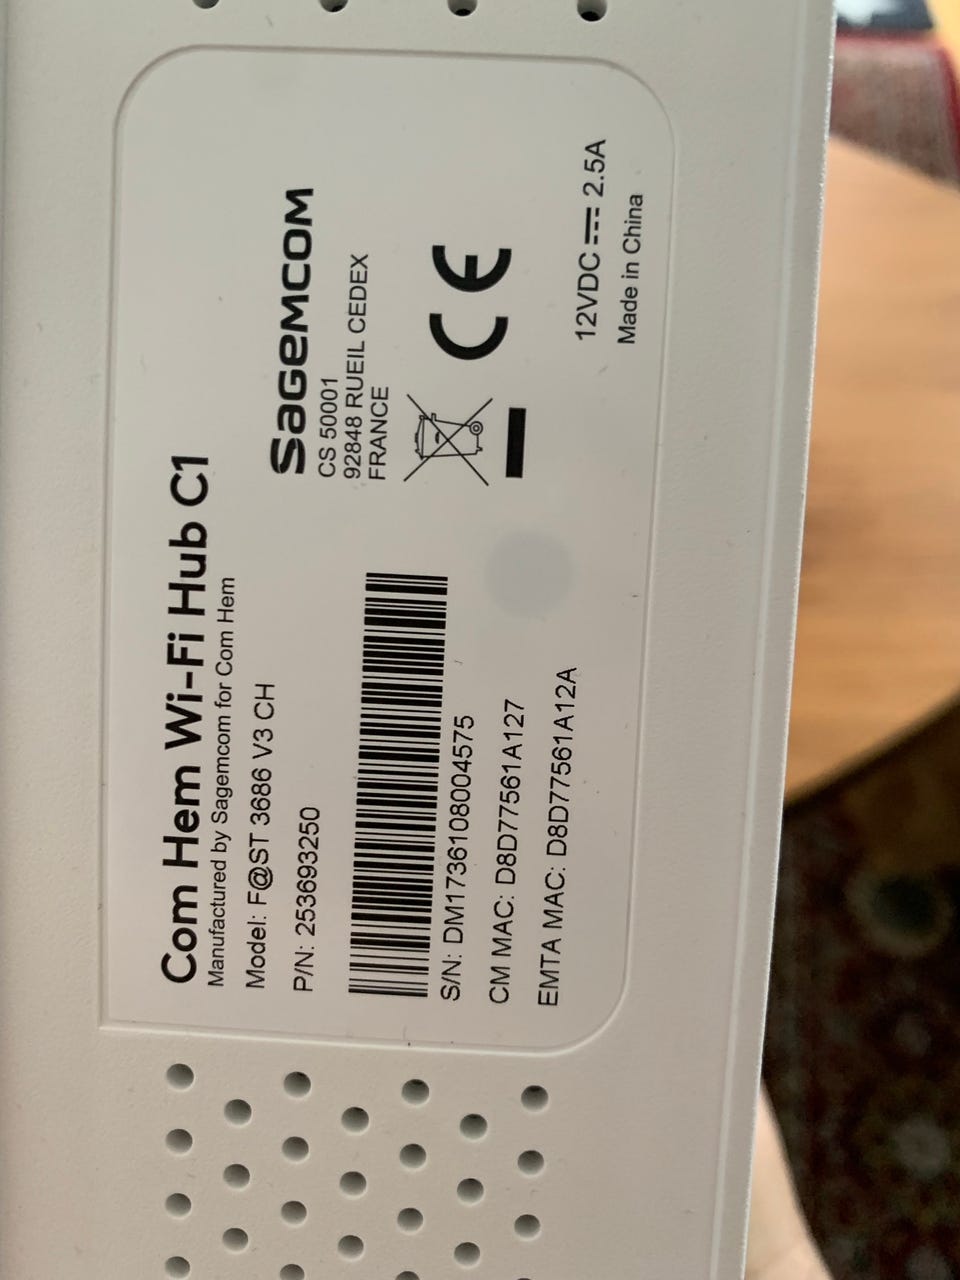 Com Hem Wi-Fi Hub C1
Manufactured by Sagemcom for Com Hem
Model: F@ST 3686 V3 CH
P/N: 253693250
S/N: DM17361080045​75
CM MAC: D8D77561A127
EMTA MAC: D8D77561A12A
SAGEMCOM
CS 50001
92848 RUEIL CEDEX
FRANCE
CE
12VDC ⎓ 2.5A
Made in China